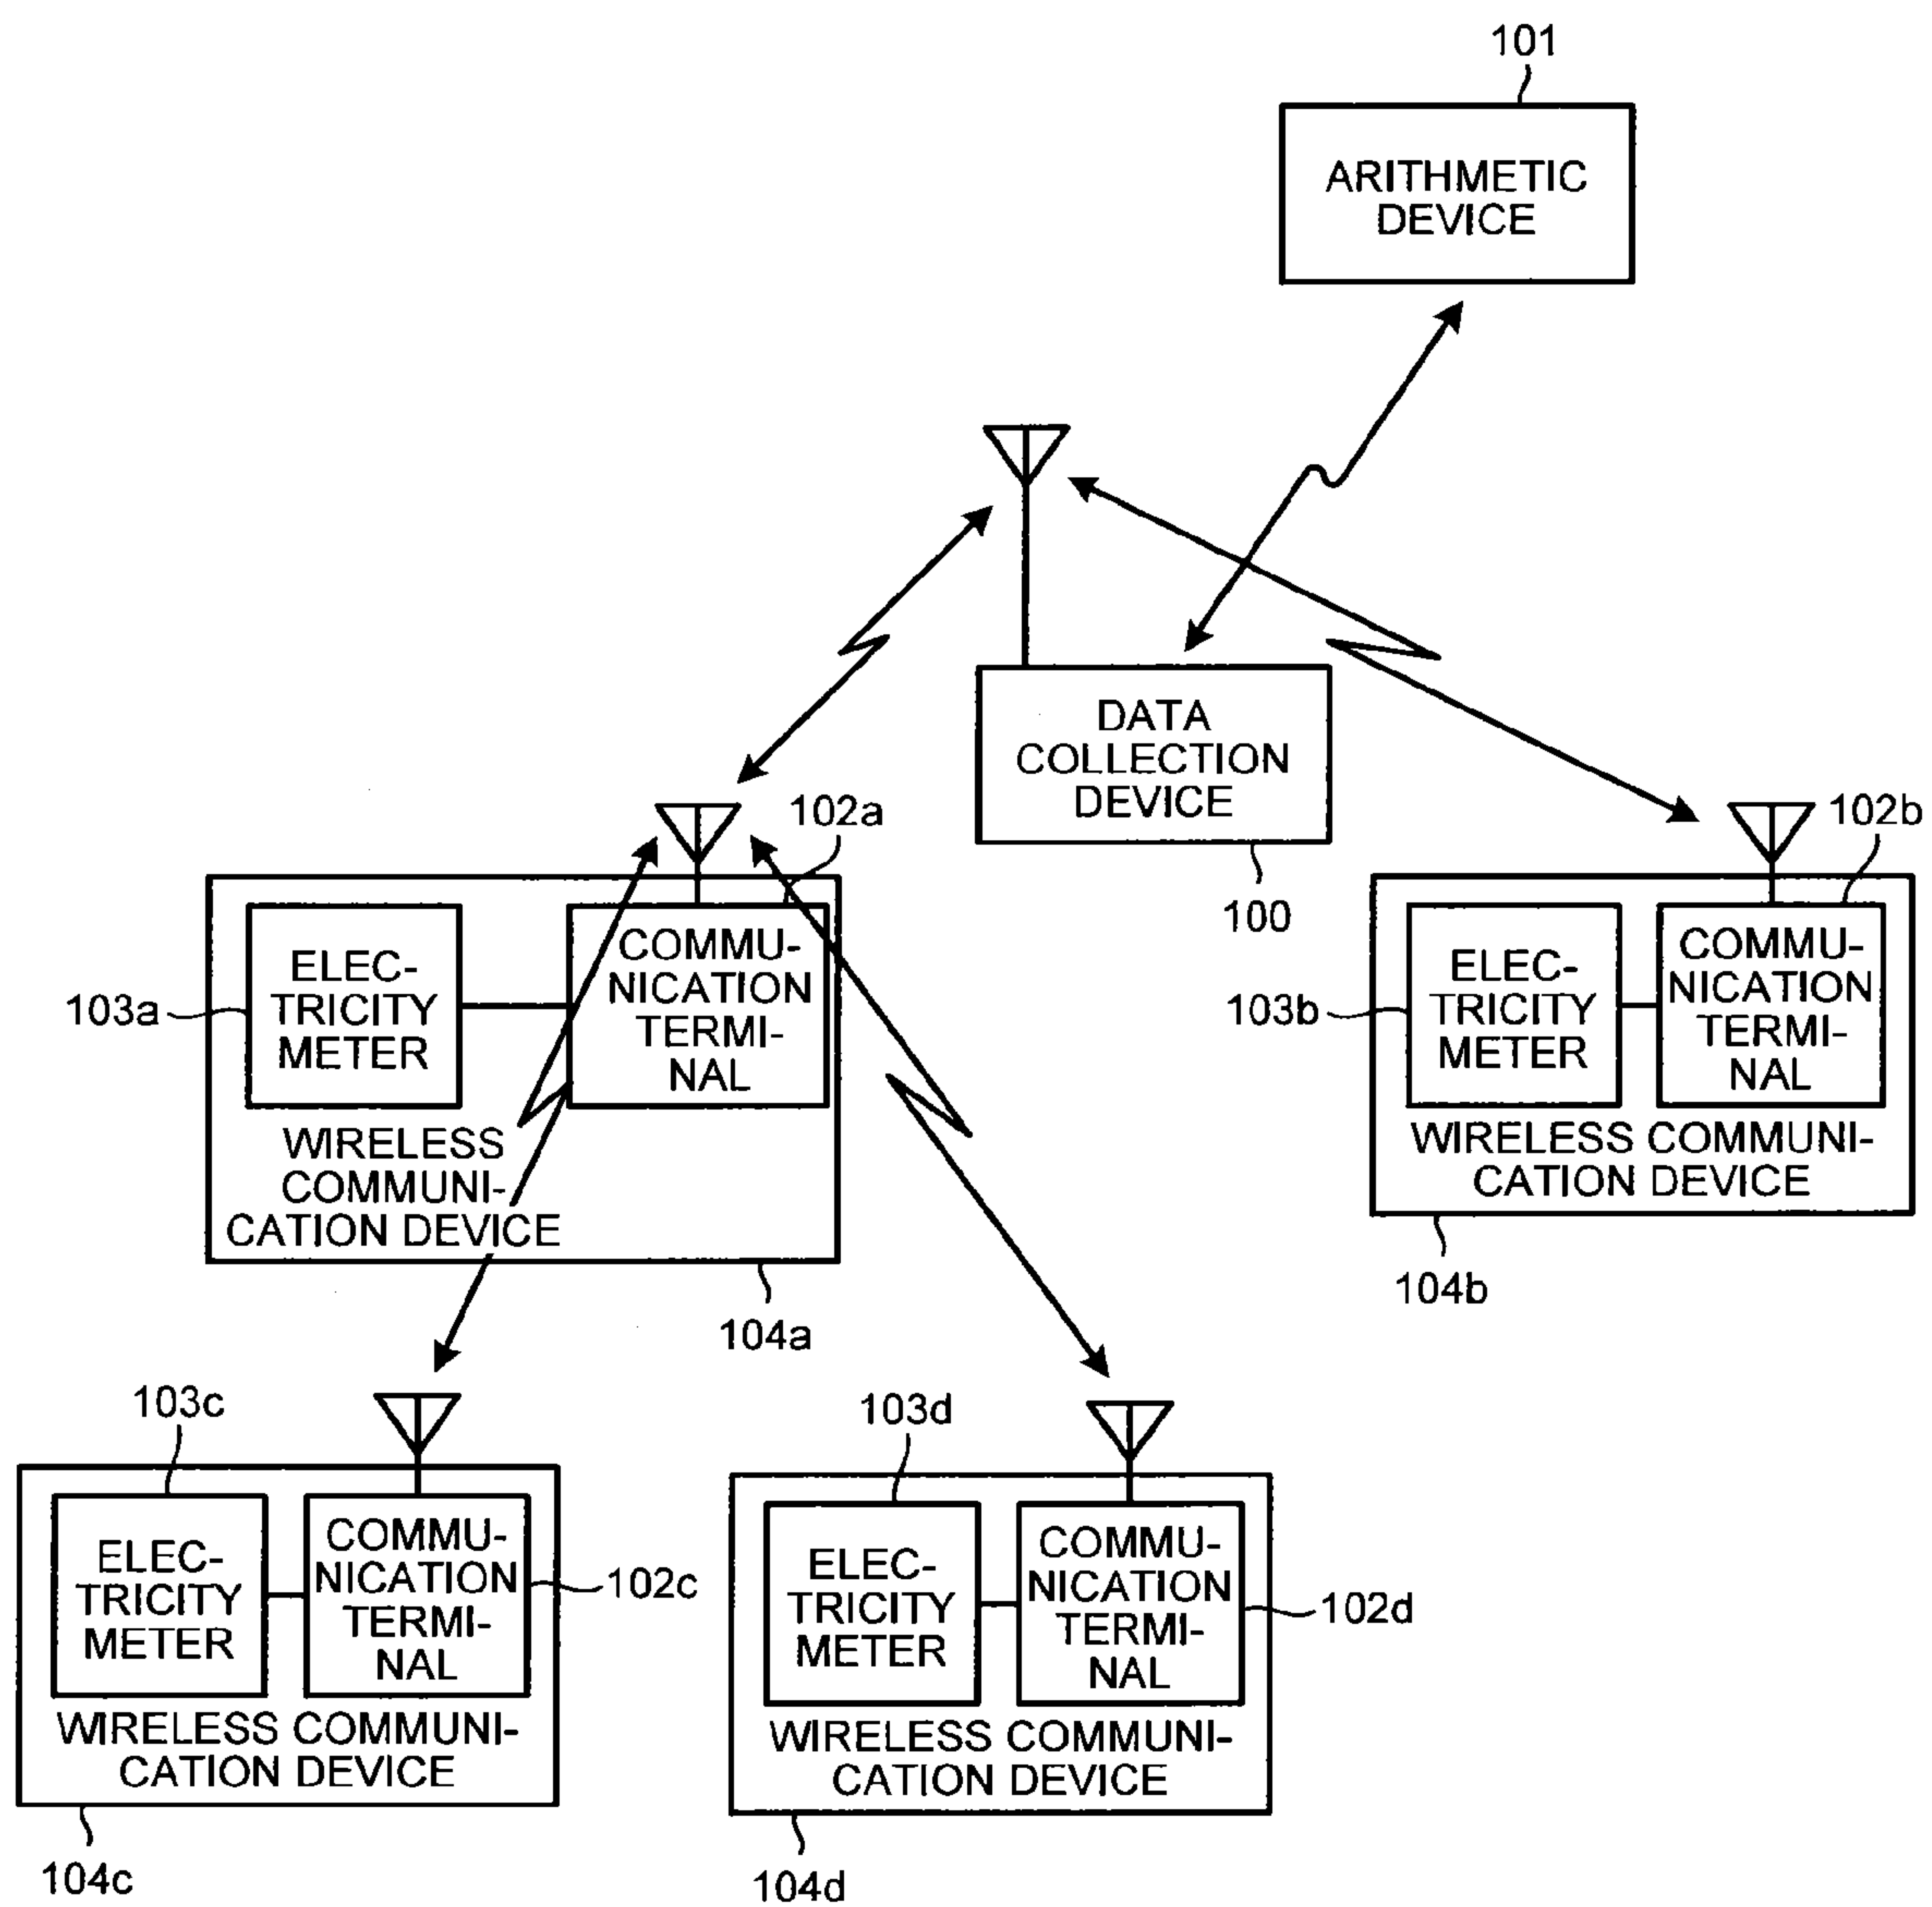 101
ARITHMETIC
DEVICE
DATA
COLLECTION
DEVICE
100
102a
103a
ELEC-
TRICITY
METER
COMMU-
NICATION
TERMI-
NAL
WIRELESS
COMMUNI-
CATION DEVICE
104a
102b
103b
ELEC-
TRICITY
METER
COMMU-
NICATION
TERMI-
NAL
WIRELESS COMMUNI-
CATION DEVICE
104b
103c
ELEC-
TRICITY
METER
COMMU-
NICATION
TERMI-
NAL
102c
WIRELESS COMMUNI-
CATION DEVICE
104c
103d
ELEC-
TRICITY
METER
COMMU-
NICATION
TERMI-
NAL
102d
WIRELESS COMMUNI-
CATION DEVICE
104d